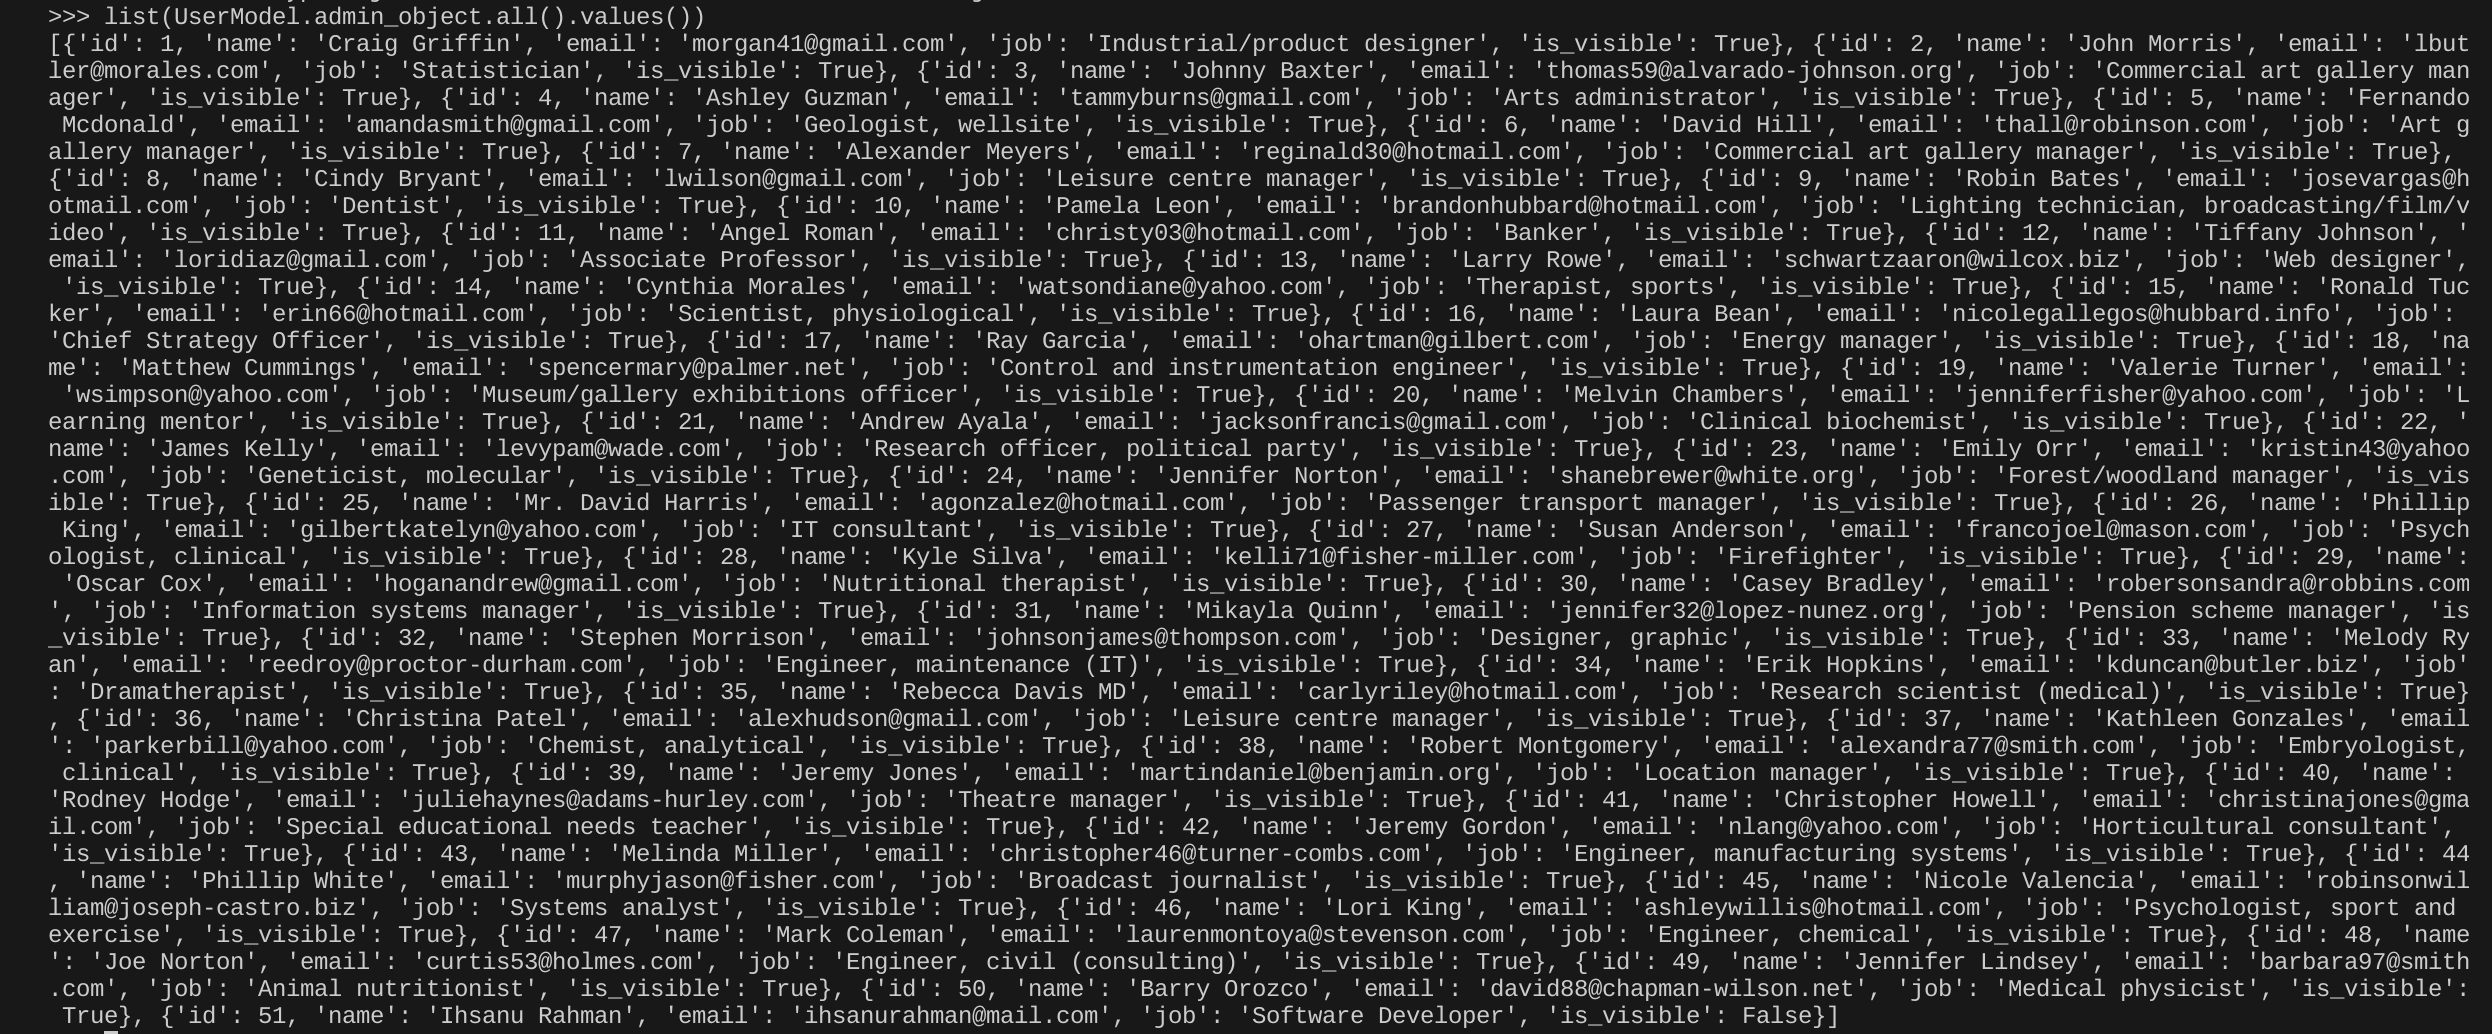 >>> list(UserModel.admin_object.all().values())
[{'id': 1, 'name': 'Craig Griffin', 'email': 'morgan41@gmail.com', 'job': 'Industrial/product designer', 'is_visible': True}, {'id': 2, 'name': 'John Morris', 'email': 'lbut
ler@morales.com', 'job': 'Statistician', 'is_visible': True}, {'id': 3, 'name': 'Johnny Baxter', 'email': 'thomas59@alvarado-johnson.org', 'job': 'Commercial art gallery man
ager', 'is_visible': True}, {'id': 4, 'name': 'Ashley Guzman', 'email': 'tammyburns@gmail.com', 'job': 'Arts administrator', 'is_visible': True}, {'id': 5, 'name': 'Fernando
 Mcdonald', 'email': 'amandasmith@gmail.com', 'job': 'Geologist, wellsite', 'is_visible': True}, {'id': 6, 'name': 'David Hill', 'email': 'thall@robinson.com', 'job': 'Art g
allery manager', 'is_visible': True}, {'id': 7, 'name': 'Alexander Meyers', 'email': 'reginald30@hotmail.com', 'job': 'Commercial art gallery manager', 'is_visible': True},
{'id': 8, 'name': 'Cindy Bryant', 'email': 'lwilson@gmail.com', 'job': 'Leisure centre manager', 'is_visible': True}, {'id': 9, 'name': 'Robin Bates', 'email': 'josevargas@h
otmail.com', 'job': 'Dentist', 'is_visible': True}, {'id': 10, 'name': 'Pamela Leon', 'email': 'brandonhubbard@hotmail.com', 'job': 'Lighting technician, broadcasting/film/v
ideo', 'is_visible': True}, {'id': 11, 'name': 'Angel Roman', 'email': 'christy03@hotmail.com', 'job': 'Banker', 'is_visible': True}, {'id': 12, 'name': 'Tiffany Johnson', '
email': 'loridiaz@gmail.com', 'job': 'Associate Professor', 'is_visible': True}, {'id': 13, 'name': 'Larry Rowe', 'email': 'schwartzaaron@wilcox.biz', 'job': 'Web designer',
 'is_visible': True}, {'id': 14, 'name': 'Cynthia Morales', 'email': 'watsondiane@yahoo.com', 'job': 'Therapist, sports', 'is_visible': True}, {'id': 15, 'name': 'Ronald Tuc
ker', 'email': 'erin66@hotmail.com', 'job': 'Scientist, physiological', 'is_visible': True}, {'id': 16, 'name': 'Laura Bean', 'email': 'nicolegallegos@hubbard.info', 'job':
'Chief Strategy Officer', 'is_visible': True}, {'id': 17, 'name': 'Ray Garcia', 'email': 'ohartman@gilbert.com', 'job': 'Energy manager', 'is_visible': True}, {'id': 18, 'na
me': 'Matthew Cummings', 'email': 'spencermary@palmer.net', 'job': 'Control and instrumentation engineer', 'is_visible': True}, {'id': 19, 'name': 'Valerie Turner', 'email':
 'wsimpson@yahoo.com', 'job': 'Museum/gallery exhibitions officer', 'is_visible': True}, {'id': 20, 'name': 'Melvin Chambers', 'email': 'jenniferfisher@yahoo.com', 'job': 'L
earning mentor', 'is_visible': True}, {'id': 21, 'name': 'Andrew Ayala', 'email': 'jacksonfrancis@gmail.com', 'job': 'Clinical biochemist', 'is_visible': True}, {'id': 22, '
name': 'James Kelly', 'email': 'levypam@wade.com', 'job': 'Research officer, political party', 'is_visible': True}, {'id': 23, 'name': 'Emily Orr', 'email': 'kristin43@yahoo
.com', 'job': 'Geneticist, molecular', 'is_visible': True}, {'id': 24, 'name': 'Jennifer Norton', 'email': 'shanebrewer@white.org', 'job': 'Forest/woodland manager', 'is_vis
ible': True}, {'id': 25, 'name': 'Mr. David Harris', 'email': 'agonzalez@hotmail.com', 'job': 'Passenger transport manager', 'is_visible': True}, {'id': 26, 'name': 'Phillip
 King', 'email': 'gilbertkatelyn@yahoo.com', 'job': 'IT consultant', 'is_visible': True}, {'id': 27, 'name': 'Susan Anderson', 'email': 'francojoel@mason.com', 'job': 'Psych
ologist, clinical', 'is_visible': True}, {'id': 28, 'name': 'Kyle Silva', 'email': 'kelli71@fisher-miller.com', 'job': 'Firefighter', 'is_visible': True}, {'id': 29, 'name':
 'Oscar Cox', 'email': 'hoganandrew@gmail.com', 'job': 'Nutritional therapist', 'is_visible': True}, {'id': 30, 'name': 'Casey Bradley', 'email': 'robersonsandra@robbins.com
', 'job': 'Information systems manager', 'is_visible': True}, {'id': 31, 'name': 'Mikayla Quinn', 'email': 'jennifer32@lopez-nunez.org', 'job': 'Pension scheme manager', 'is
_visible': True}, {'id': 32, 'name': 'Stephen Morrison', 'email': 'johnsonjames@thompson.com', 'job': 'Designer, graphic', 'is_visible': True}, {'id': 33, 'name': 'Melody Ry
an', 'email': 'reedroy@proctor-durham.com', 'job': 'Engineer, maintenance (IT)', 'is_visible': True}, {'id': 34, 'name': 'Erik Hopkins', 'email': 'kduncan@butler.biz', 'job'
: 'Dramatherapist', 'is_visible': True}, {'id': 35, 'name': 'Rebecca Davis MD', 'email': 'carlyriley@hotmail.com', 'job': 'Research scientist (medical)', 'is_visible': True}
, {'id': 36, 'name': 'Christina Patel', 'email': 'alexhudson@gmail.com', 'job': 'Leisure centre manager', 'is_visible': True}, {'id': 37, 'name': 'Kathleen Gonzales', 'email
': 'parkerbill@yahoo.com', 'job': 'Chemist, analytical', 'is_visible': True}, {'id': 38, 'name': 'Robert Montgomery', 'email': 'alexandra77@smith.com', 'job': 'Embryologist,
 clinical', 'is_visible': True}, {'id': 39, 'name': 'Jeremy Jones', 'email': 'martindaniel@benjamin.org', 'job': 'Location manager', 'is_visible': True}, {'id': 40, 'name':
'Rodney Hodge', 'email': 'juliehaynes@adams-hurley.com', 'job': 'Theatre manager', 'is_visible': True}, {'id': 41, 'name': 'Christopher Howell', 'email': 'christinajones@gma
il.com', 'job': 'Special educational needs teacher', 'is_visible': True}, {'id': 42, 'name': 'Jeremy Gordon', 'email': 'nlang@yahoo.com', 'job': 'Horticultural consultant',
'is_visible': True}, {'id': 43, 'name': 'Melinda Miller', 'email': 'christopher46@turner-combs.com', 'job': 'Engineer, manufacturing systems', 'is_visible': True}, {'id': 44
, 'name': 'Phillip White', 'email': 'murphyjason@fisher.com', 'job': 'Broadcast journalist', 'is_visible': True}, {'id': 45, 'name': 'Nicole Valencia', 'email': 'robinsonwil
liam@joseph-castro.biz', 'job': 'Systems analyst', 'is_visible': True}, {'id': 46, 'name': 'Lori King', 'email': 'ashleywillis@hotmail.com', 'job': 'Psychologist, sport and
exercise', 'is_visible': True}, {'id': 47, 'name': 'Mark Coleman', 'email': 'laurenmontoya@stevenson.com', 'job': 'Engineer, chemical', 'is_visible': True}, {'id': 48, 'name
': 'Joe Norton', 'email': 'curtis53@holmes.com', 'job': 'Engineer, civil (consulting)', 'is_visible': True}, {'id': 49, 'name': 'Jennifer Lindsey', 'email': 'barbara97@smith
.com', 'job': 'Animal nutritionist', 'is_visible': True}, {'id': 50, 'name': 'Barry Orozco', 'email': 'david88@chapman-wilson.net', 'job': 'Medical physicist', 'is_visible':
 True}, {'id': 51, 'name': 'Ihsanu Rahman', 'email': 'ihsanurahman@mail.com', 'job': 'Software Developer', 'is_visible': False}]